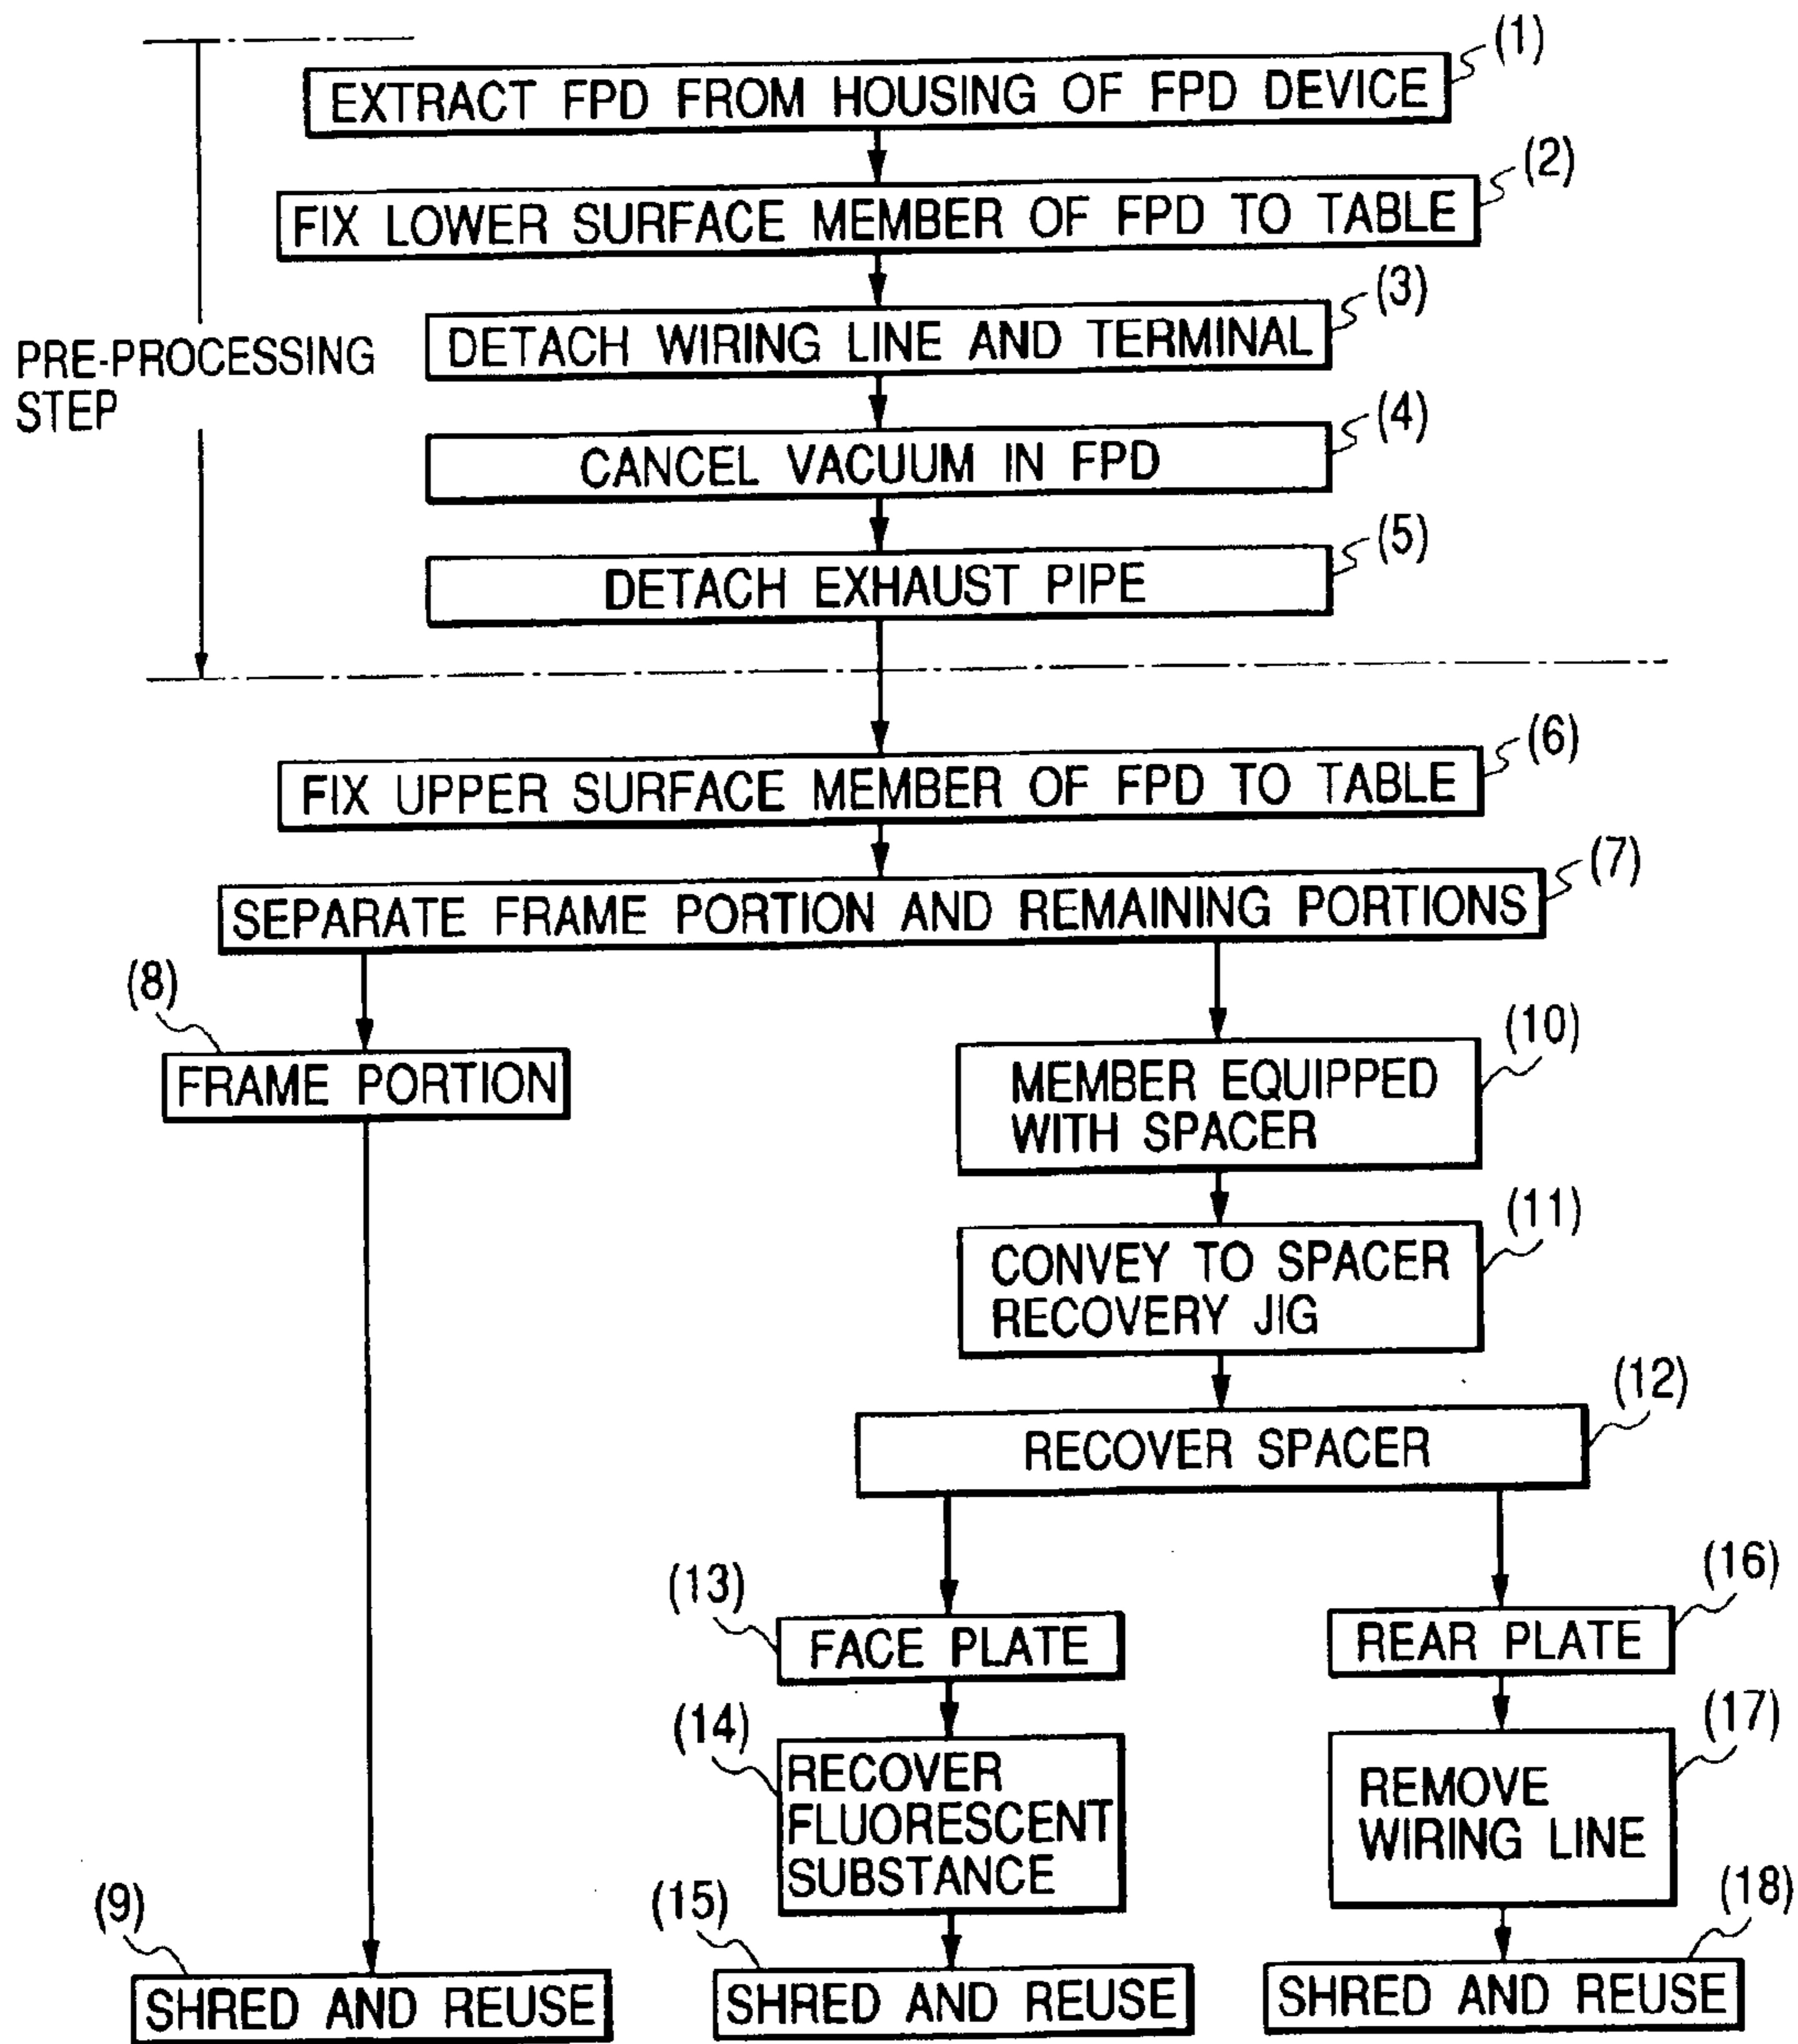 (1)
EXTRACT FPD FROM HOUSING OF FPD DEVICE
(2)
FIX LOWER SURFACE MEMBER OF FPD TO TABLE
(3)
DETACH WIRING LINE AND TERMINAL
PRE-PROCESSING
STEP
(4)
CANCEL VACUUM IN FPD
(5)
DETACH EXHAUST PIPE
(6)
FIX UPPER SURFACE MEMBER OF FPD TO TABLE
(7)
SEPARATE FRAME PORTION AND REMAINING PORTIONS
(8)
FRAME PORTION
(10)
MEMBER EQUIPPED
WITH SPACER
(11)
CONVEY TO SPACER
RECOVERY JIG
(12)
RECOVER SPACER
(13)
FACE PLATE
(16)
REAR PLATE
(14)
RECOVER
FLUORESCENT
SUBSTANCE
(17)
REMOVE
WIRING LINE
(9)
SHRED AND REUSE
(15)
SHRED AND REUSE
(18)
SHRED AND REUSE